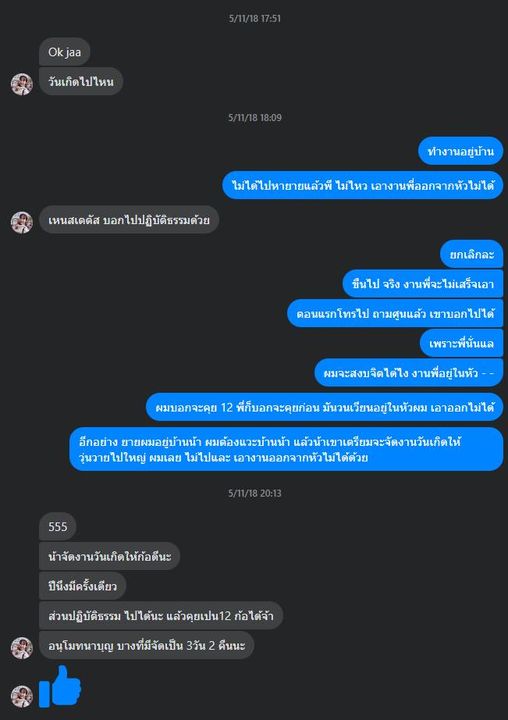 5/11/18 17:51
Ok jaa
วันเกิดไปไหน
5/11/18 18:09
ทำงานอยู่บ้าน
ไม่ได้ไปหายายแล้วพี่ ไม่ไหว เอางานพี่ออกจากหัวไม่ได้
เหนสเตตัส บอกไปปฏิบัติธรรมด้วย
ยกเลิกละ
ขืนไป จริง งานพี่จะไม่เสร็จเอา
ตอนแรกโทรไป ถามศูนแล้ว เขาบอกไปได้
เพราะพี่นั่นแล
ผมจะสงบจิตได้ไง งานพี่อยู่ในหัว - -
ผมบอกจะคุย 12 พี่ก็บอกจะคุยก่อน มันวนเวียนอยู่ในหัวผม เอาออกไม่ได้
อีกอย่าง ยายผมอยู่บ้านน้า ผมต้องแวะบ้านน้า แล้วน้าเขาเตรียมจะจัดงานวันเกิดให้
วุ่นวายไปใหญ่ ผมเลย ไม่ไปและ เอางานออกจากหัวไม่ได้ด้วย
5/11/18 20:13
555
น้าจัดงานวันเกิดให้ก้อดีนะ
ปีนึงมีครั้งเดียว
ส่วนปฏิบัติธรรม ไปได้นะ แล้วคุยเปน12 ก้อได้จ้า
อนุโมทนาบุญ บางที่มีจัดเป็น 3วัน 2 คืนนะ